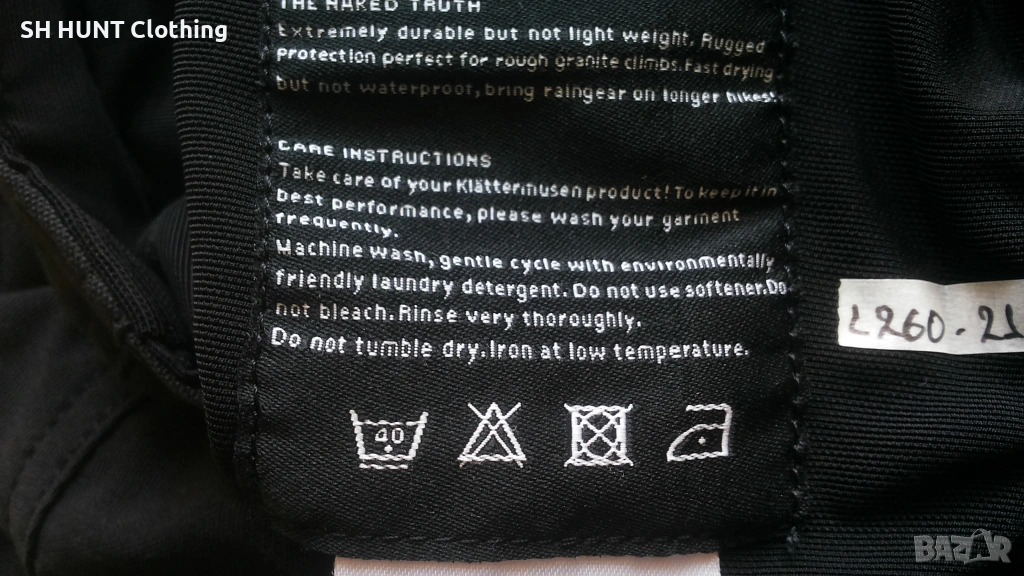 SH HUNT Clothing
THE NAKED TRUTH
Extremely durable but not light weight. Rugged
protection perfect for rough granite climbs. Fast drying
but not waterproof, bring raingear on longer hikes!
CARE INSTRUCTIONS
Take care of your Klättermusen product! To keep it in
best performance, please wash your garment
frequently.
Machine wash, gentle cycle with environmentally
friendly laundry detergent. Do not use softener. Do
not bleach. Rinse very thoroughly.
Do not tumble dry. Iron at low temperature.
40
L260-21
BAZAR